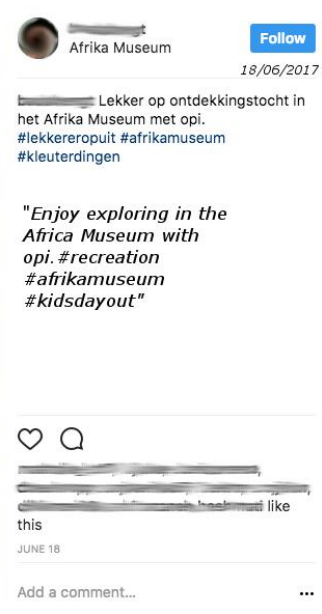 Afrika Museum
Follow
18/06/2017
Lekker op ontdekkingstocht in
het Afrika Museum met opi.
#lekkereropuit #afrikamuseum
#kleuterdingen
"Enjoy exploring in the
Africa Museum with
opi. #recreation
#afrikamuseum
#kidsdayout"
like
this
JUNE 18
Add a comment...